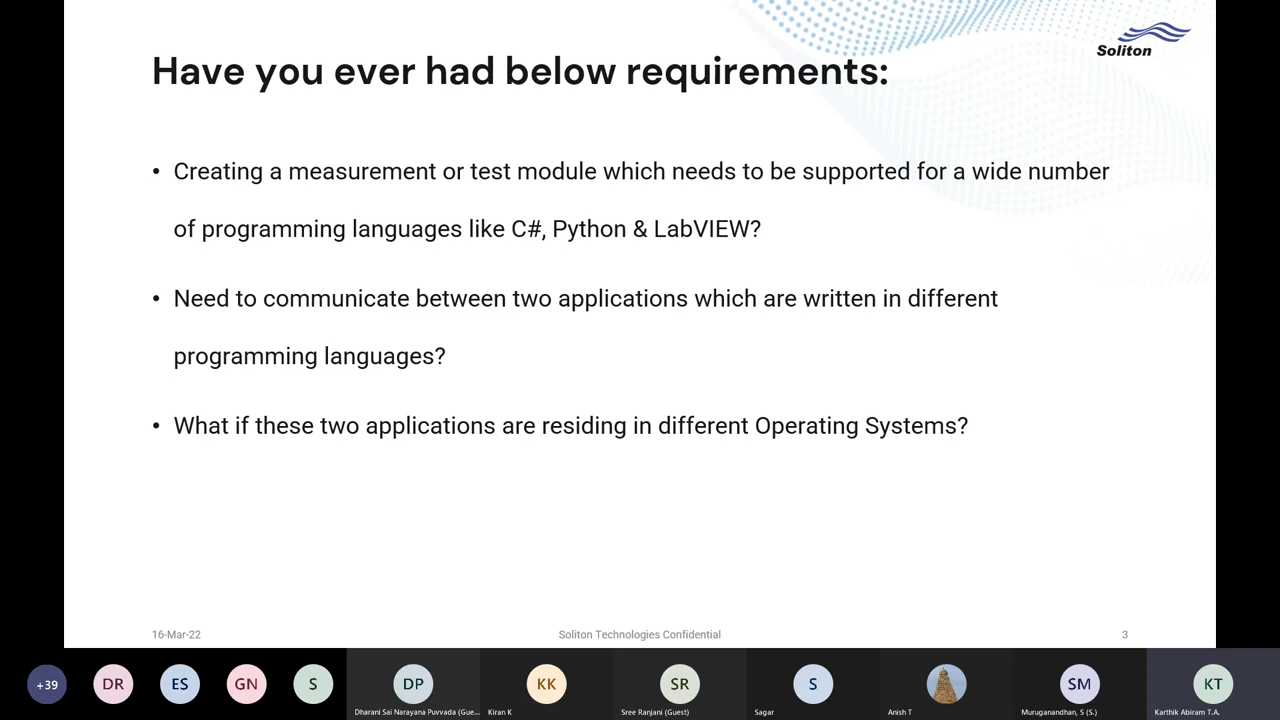 Soliton
Have you ever had below requirements:
• Creating a measurement or test module which needs to be supported for a wide number
of programming languages like C#, Python & LabVIEW?
• Need to communicate between two applications which are written in different
programming languages?
• What if these two applications are residing in different Operating Systems?
16-Mar-22
Soliton Technologies Confidential
3
+39
DR
ES
GN
S
DP
KK
SR
S
SM
KT
Dharani Sai Narayana Puvvada (Gue...
Kiran K
Sree Ranjani (Guest)
Sagar
Anish T
Muruganandhan, S (S.)
Karthik Abiram T.A.